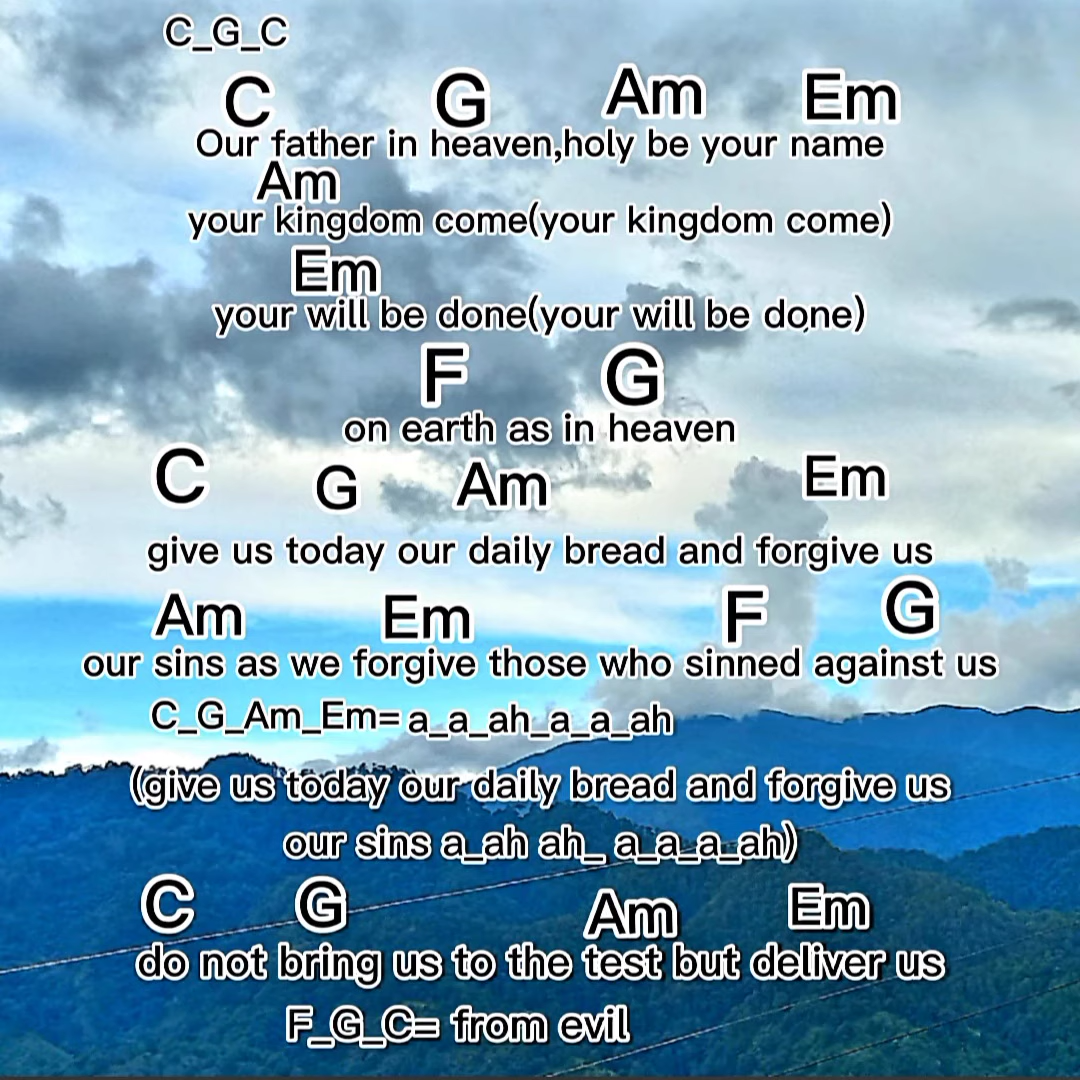 C_G_C
C G Am Em
Our father in heaven,holy be your name
Am
your kingdom come(your kingdom come)
Em
your will be done(your will be done)
F G
on earth as in heaven
C G Am Em
give us today our daily bread and forgive us
Am Em F G
our sins as we forgive those who sinned against us
C_G_Am_Em=a_a_ah_a_a_ah
(give us today our daily bread and forgive us
our sins a_ah ah_ a_a_a_ah)
C G Am Em
do not bring us to the test but deliver us
F_G_C= from evil